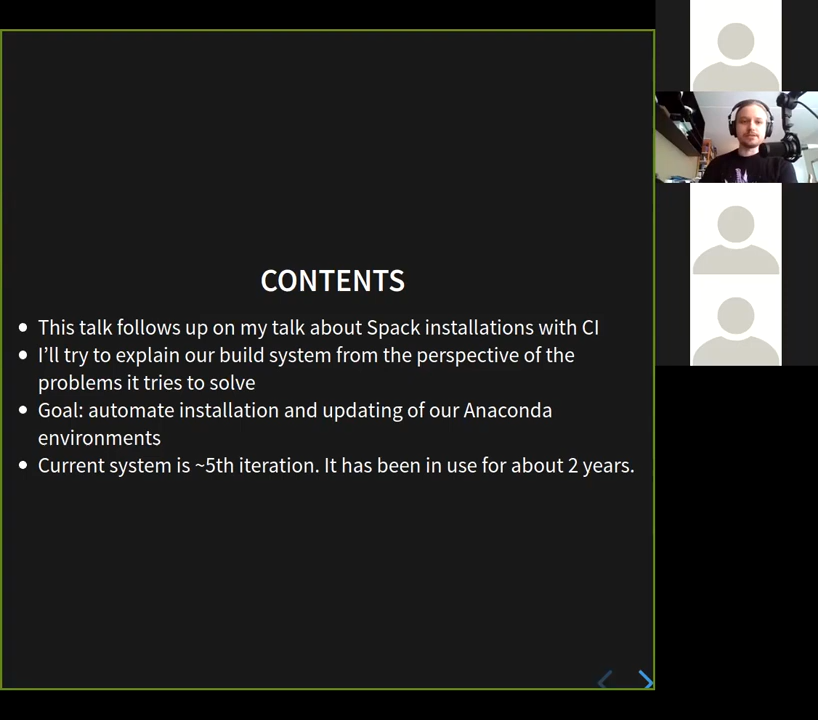 CONTENTS
This talk follows up on my talk about Spack installations with CI
I’ll try to explain our build system from the perspective of the
problems it tries to solve
Goal: automate installation and updating of our Anaconda
environments
Current system is ~5th iteration. It has been in use for about 2 years.